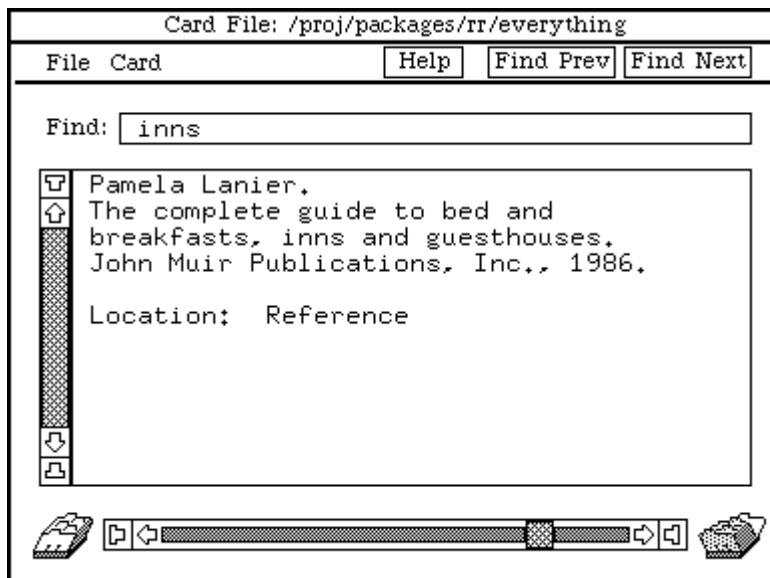 Card File: /proj/packages/rr/everything
File Card Help Find Prev Find Next
Find: inns
Pamela Lanier.
The complete guide to bed and
breakfasts, inns and guesthouses.
John Muir Publications, Inc., 1986.
Location: Reference